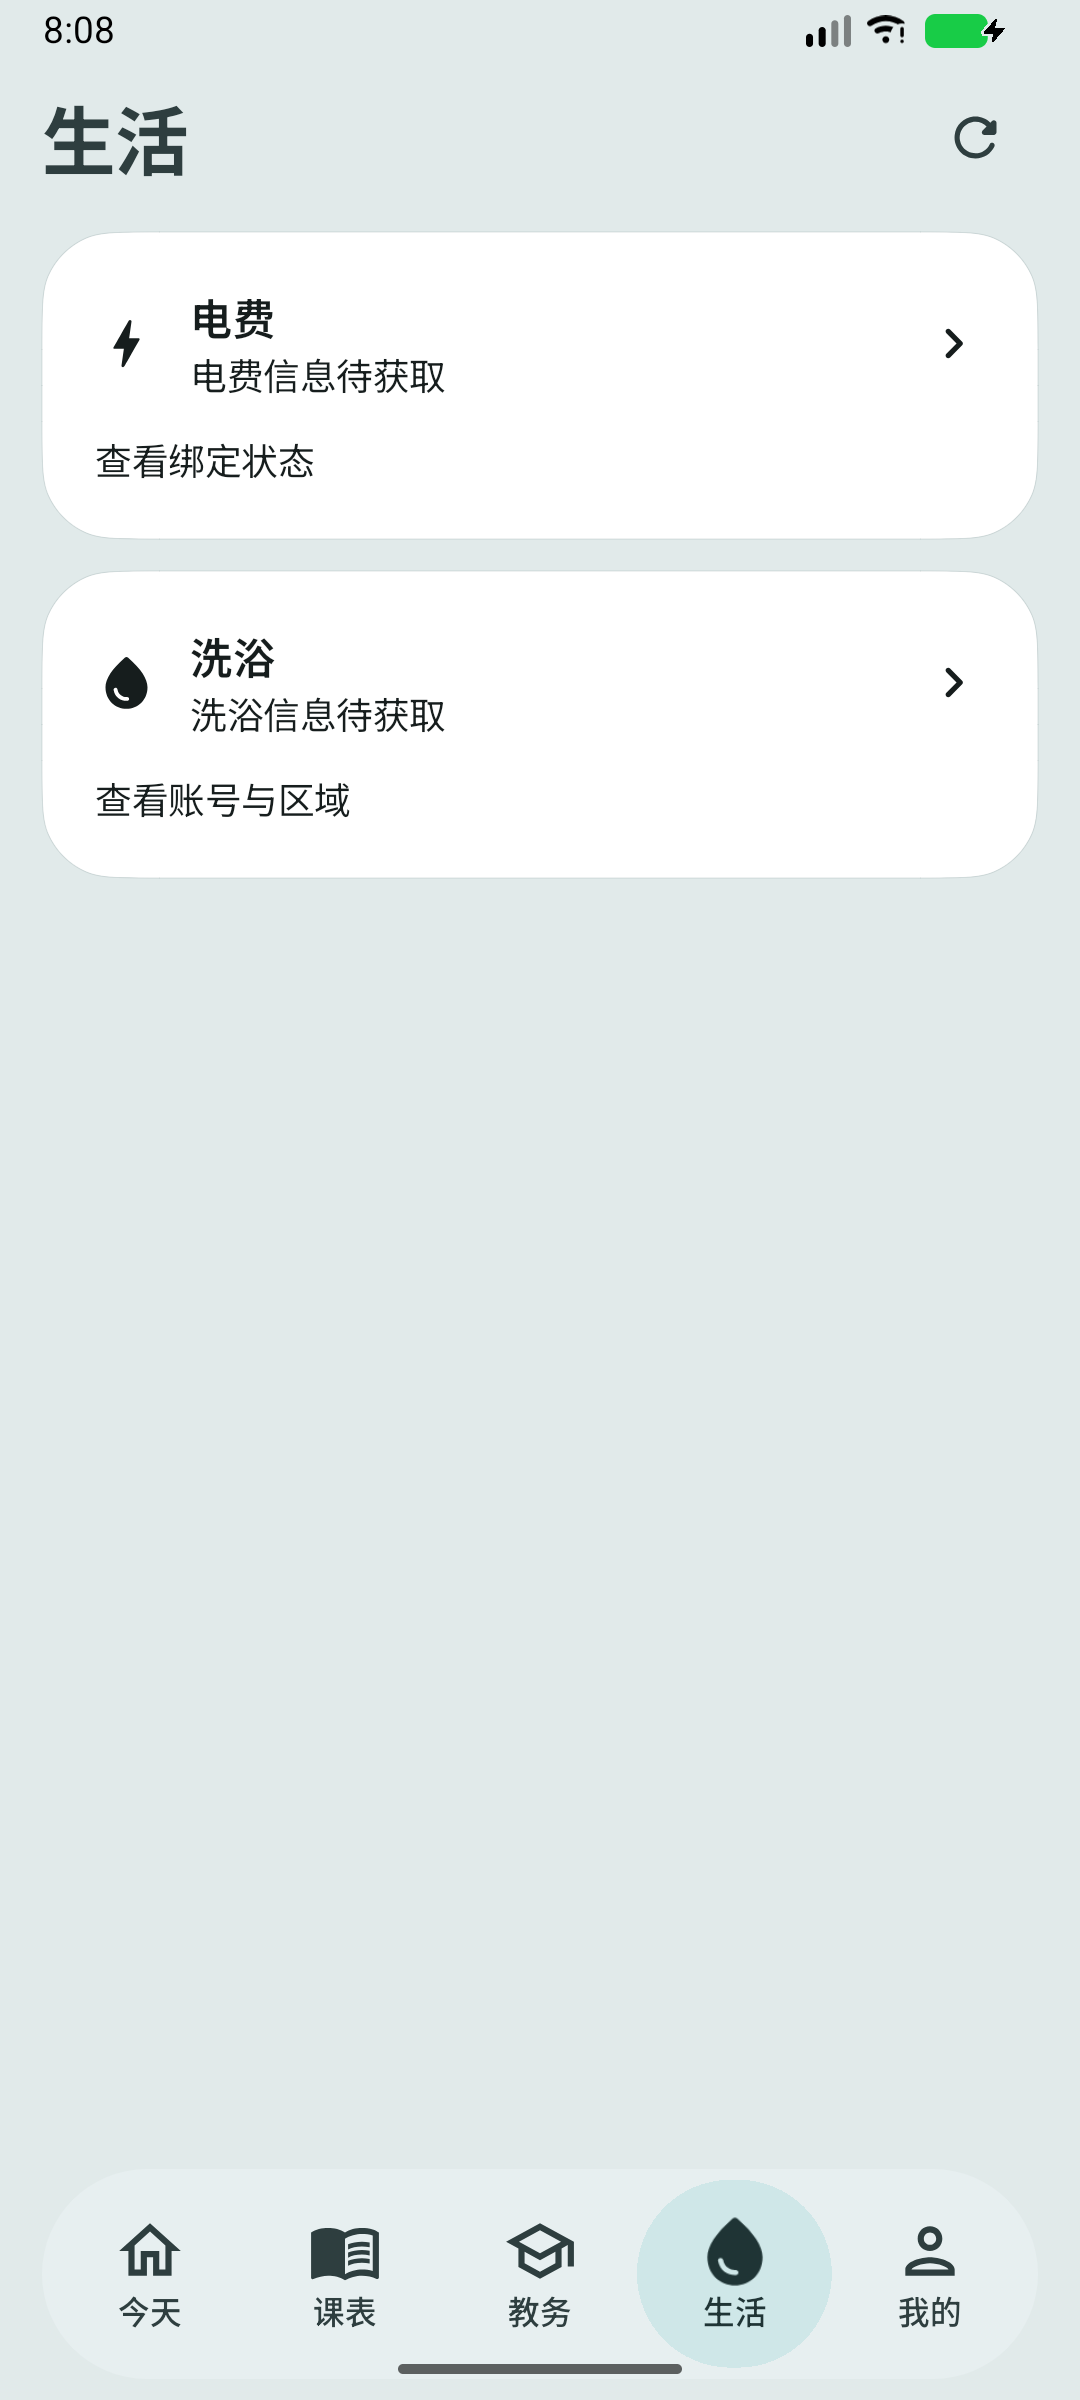 8:08
生活
电费
电费信息待获取
查看绑定状态
洗浴
洗浴信息待获取
查看账号与区域
今天
课表
教务
生活
我的